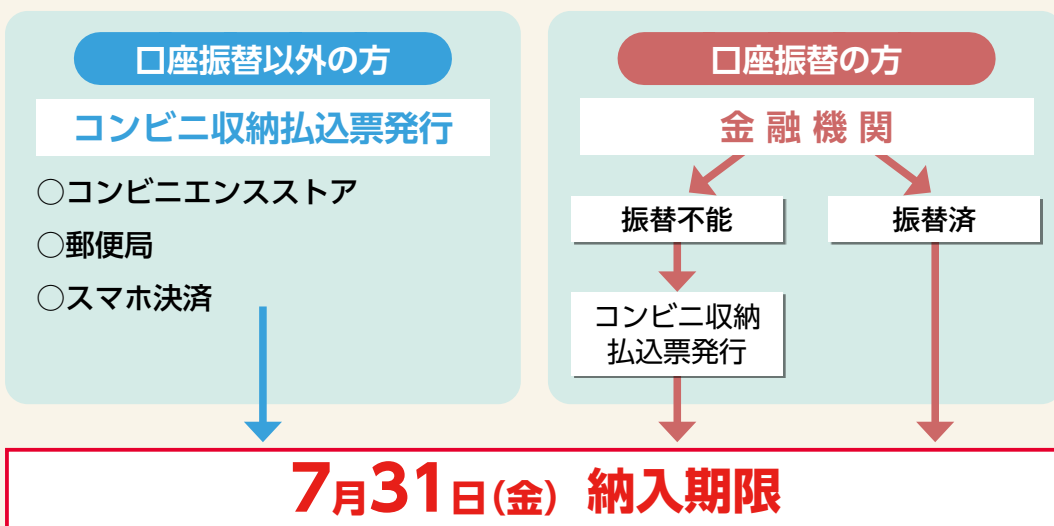 口座振替以外の方
コンビニ収納払込票発行
○コンビニエンスストア
○郵便局
○スマホ決済
口座振替の方
金融機関
振替不能
振替済
コンビニ収納
払込票発行
7月31日(金) 納入期限